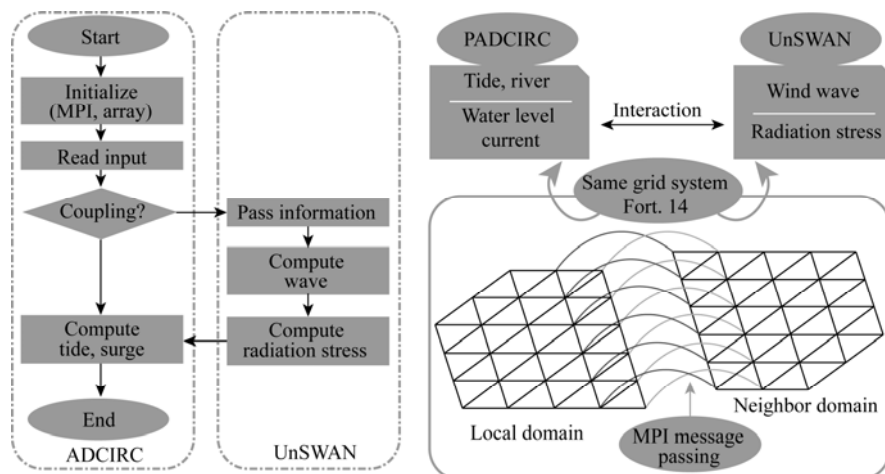 Start
Initialize
(MPI, array)
Read input
Coupling?
Pass information
Compute
wave
Compute
radiation stress
Compute
tide, surge
End
ADCIRC
UnSWAN
PADCIRC
Tide, river
Water level
current
Interaction
UnSWAN
Wind wave
Radiation stress
Same grid system
Fort. 14
Local domain
Neighbor domain
MPI message
passing